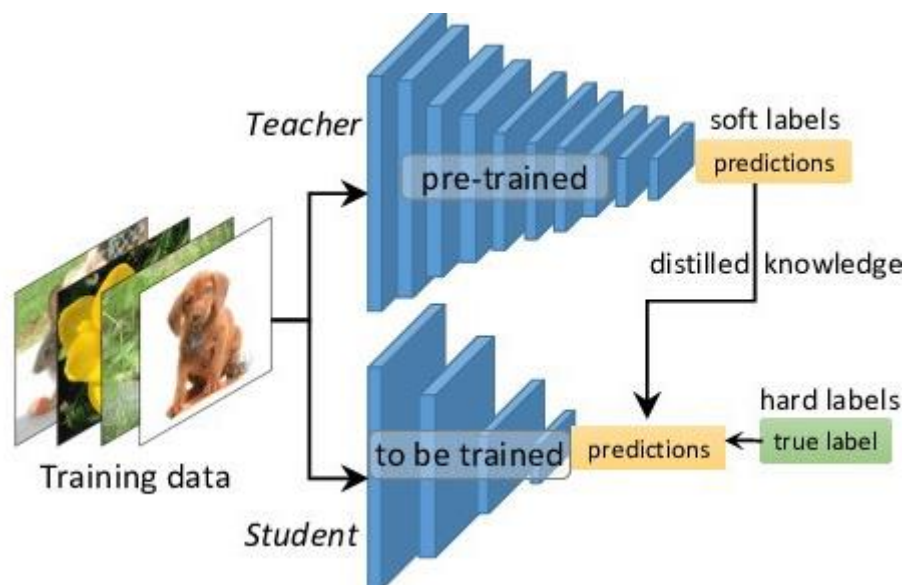 Teacher
soft labels
pre-trained
predictions
distilled knowledge
hard labels
to be trained
predictions
true label
Training data
Student